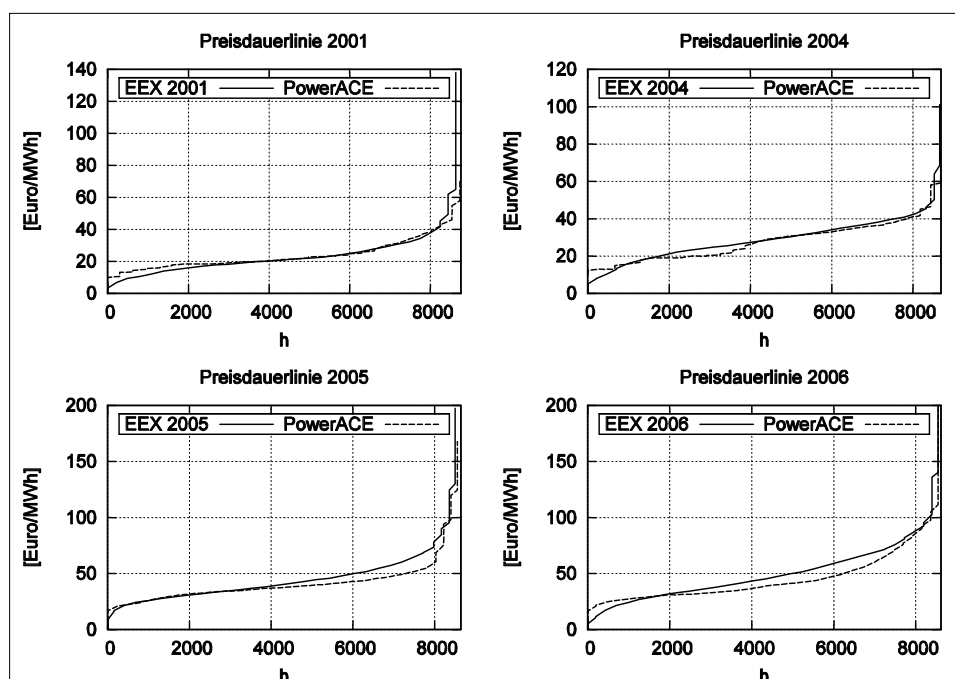 Preisdauerlinie 2001
[Euro/MWh]
140
120
100
80
60
40
20
0
EEX 2001 PowerACE
0 2000 4000 6000 8000
h
Preisdauerlinie 2004
[Euro/MWh]
120
100
80
60
40
20
0
EEX 2004 PowerACE
0 2000 4000 6000 8000
h
Preisdauerlinie 2005
[Euro/MWh]
200
150
100
50
0
EEX 2005 PowerACE
0 2000 4000 6000 8000
h
Preisdauerlinie 2006
[Euro/MWh]
200
150
100
50
0
EEX 2006 PowerACE
0 2000 4000 6000 8000
h